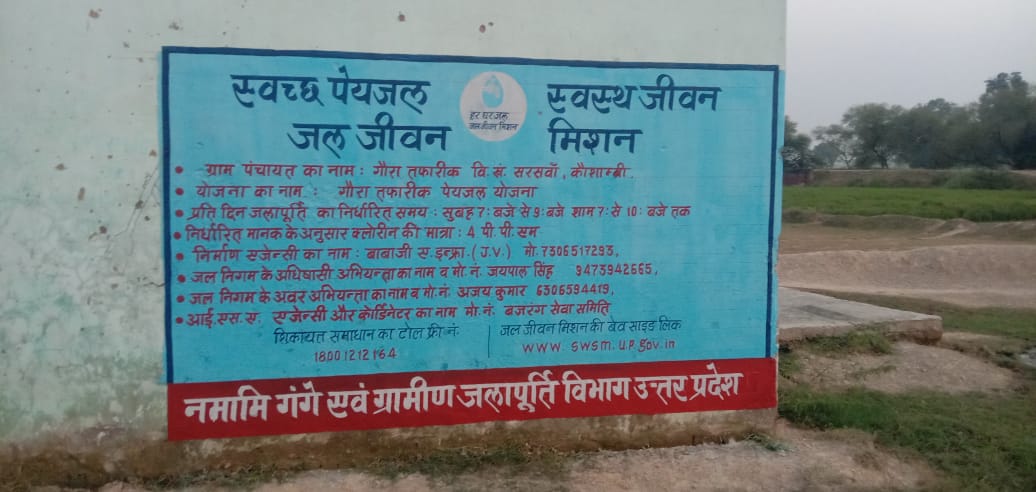 स्वच्छ पेयजल स्वस्थ जीवन
हर घर जल
जल जीवन मिशन
जल जीवन मिशन
• ग्राम पंचायत का नाम : गौरा तफारीक वि.खं. सरसवाँ, कौशाम्बी
• योजना का नाम : गौरा तफारीक पेयजल योजना
• प्रति दिन जलापूर्ति का निर्धारित समय : सुबह 7: बजे से 9: बजे शाम 7: से 10: बजे तक
• निर्धारित मानक के अनुसार क्लोरीन की मात्रा : 4 पी.पी.सम
• निर्माण सजेन्सी का नाम : बाबाजी स.इन्फ्रा.(J.V.) मो. 7306517293,
• जल निगम के अधिषासी अभियन्ता का नाम व मो.नं. जयपाल सिंह 9473942665,
• जल निगम के अवर अभियन्ता का नाम व मो.नं. अजय कुमार 6306594419,
• आई.एस.ए. एजेन्सी और कोर्डिनेटर का नाम मो.नं. बजरंग सेवा समिति
शिकायत समाधान का टोल फ्री नं. 18001212164
जल जीवन मिशन की बेव साइड लिंक www.swsm.up.gov.in
नमामि गंगे सवं ग्रामीण जलापूर्ति विभाग उत्तर प्रदेश